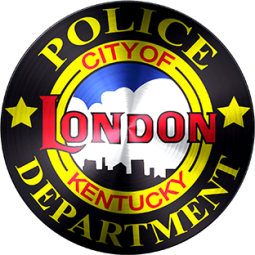 POLICE
CITY OF
LONDON
KENTUCKY
DEPARTMENT